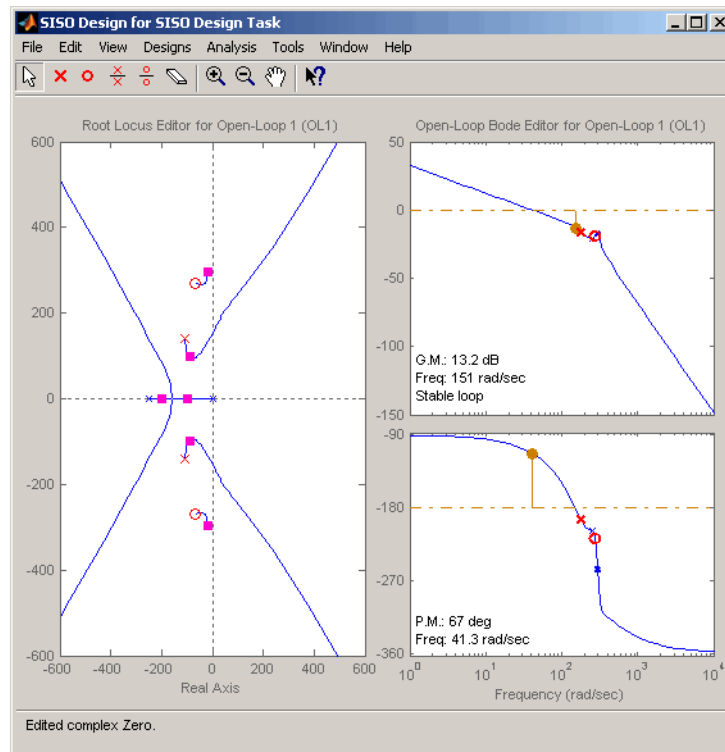 SISO Design for SISO Design Task
File Edit View Designs Analysis Tools Window Help
Root Locus Editor for Open-Loop 1 (OL1)
600
400
200
0
-200
-400
-600
-600 -400 -200 0 200 400 600
Real Axis
Open-Loop Bode Editor for Open-Loop 1 (OL1)
50
0
-50
-100
-150
G.M.: 13.2 dB
Freq: 151 rad/sec
Stable loop
-90
-180
-270
-360
P.M.: 67 deg
Freq: 41.3 rad/sec
10^0 10^1 10^2 10^3 10^4
Frequency (rad/sec)
Edited complex Zero.